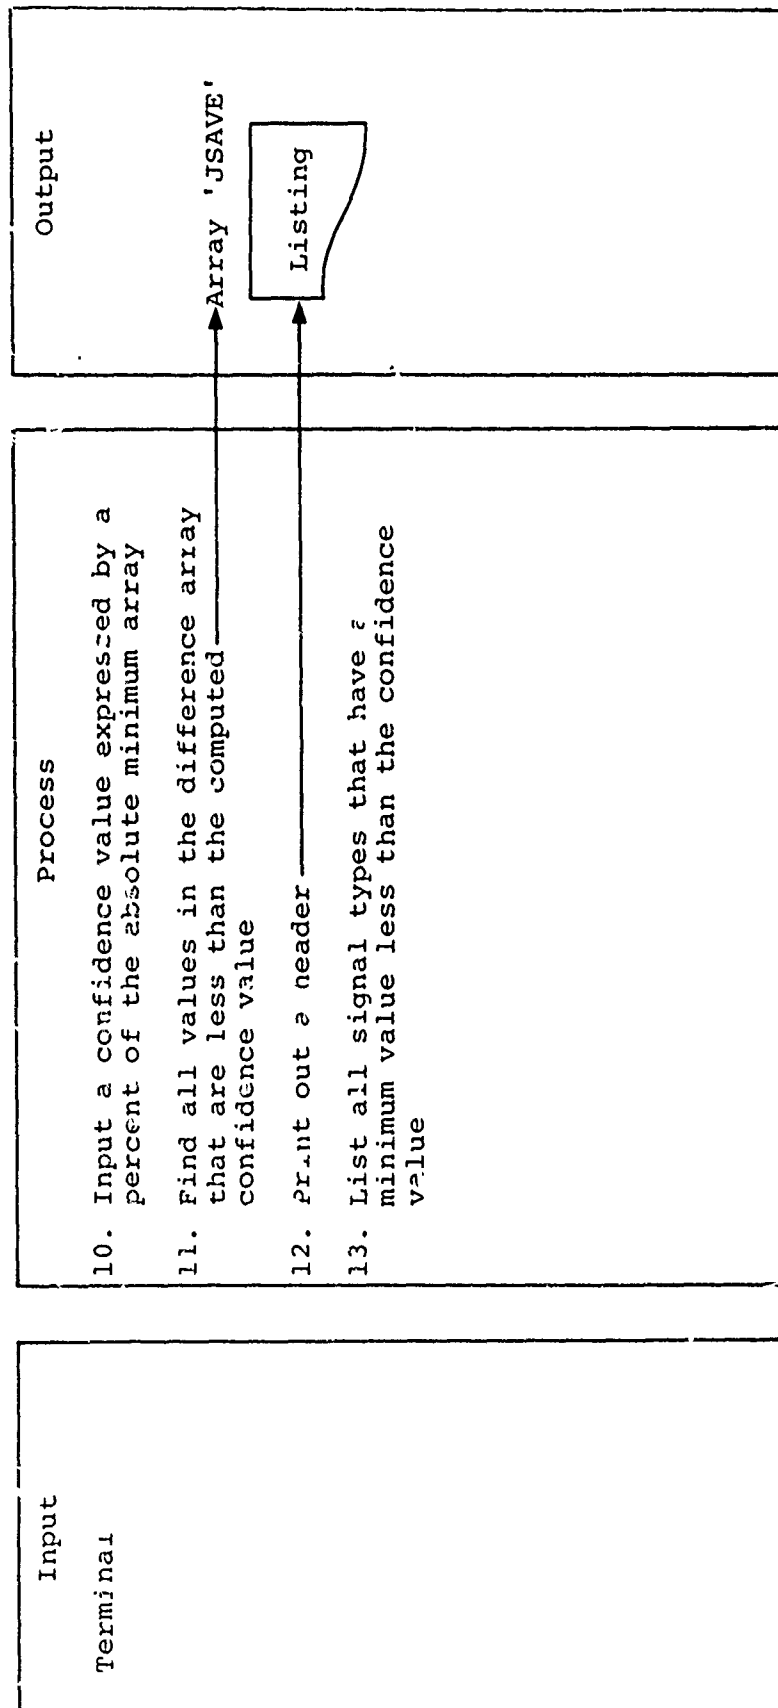 Input
Terminal
Process
10. Input a confidence value expressed by a
percent of the absolute minimum array
11. Find all values in the difference array
that are less than the computed
confidence value
12. Print out a header
13. List all signal types that have a
minimum value less than the confidence
value
Output
Array 'JSAVE'
Listing